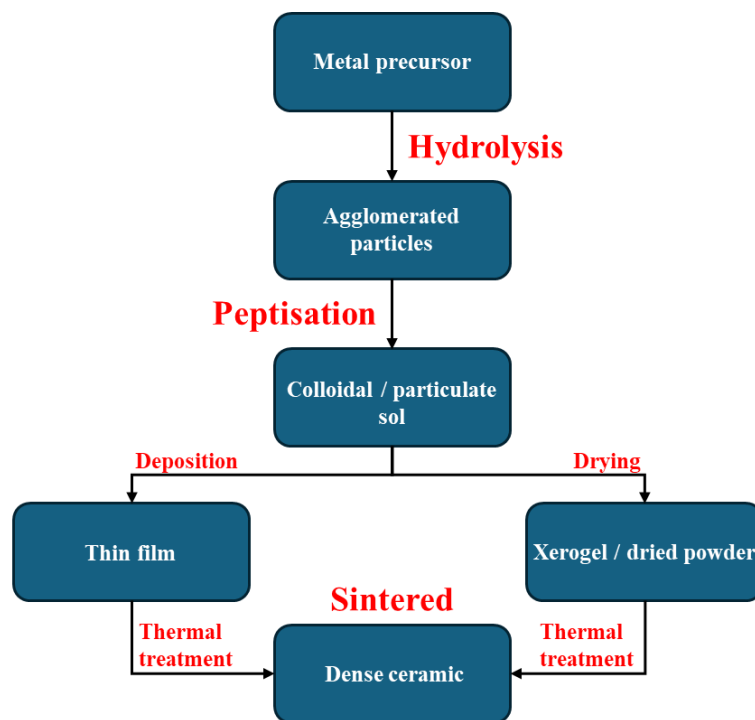 Metal precursor
Hydrolysis
Agglomerated
particles
Peptisation
Colloidal / particulate
sol
Deposition
Drying
Thin film
Xerogel / dried powder
Sintered
Thermal
treatment
Thermal
treatment
Dense ceramic